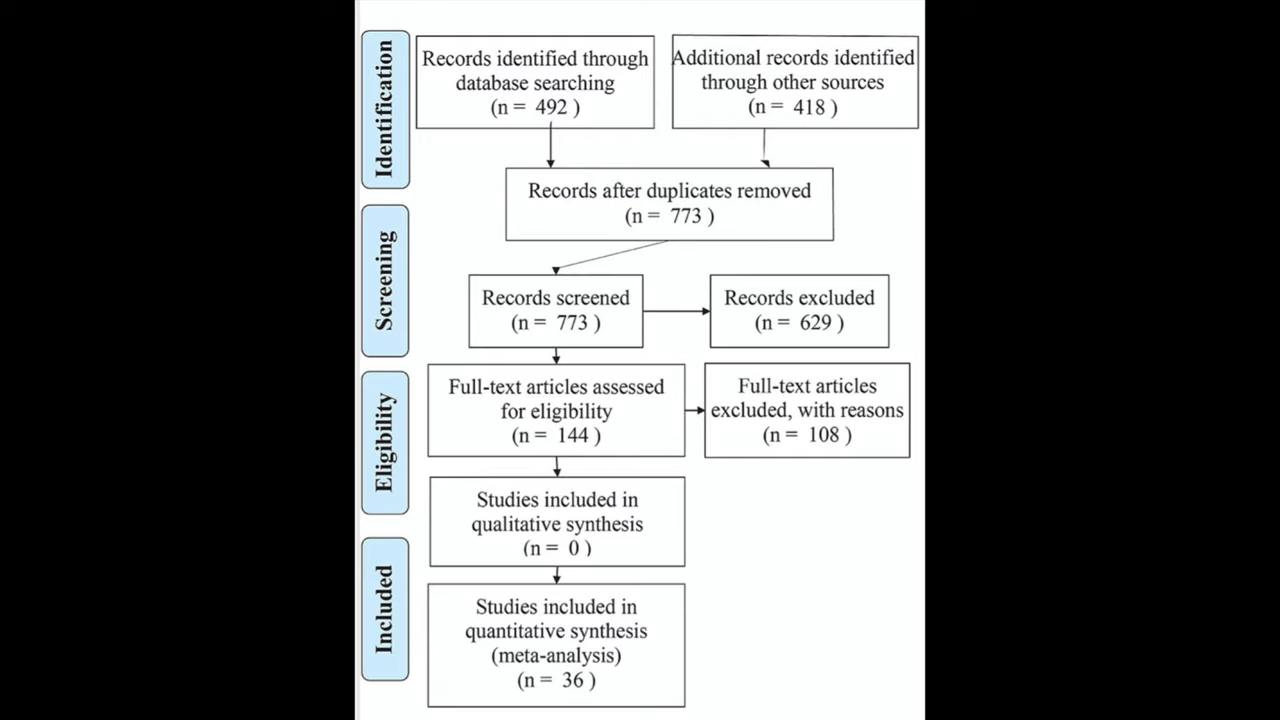 Identification
Records identified through
database searching
(n = 492 )
Additional records identified
through other sources
(n = 418 )
Records after duplicates removed
(n = 773 )
Screening
Records screened
(n = 773 )
Records excluded
(n = 629 )
Eligibility
Full-text articles assessed
for eligibility
(n = 144 )
Full-text articles
excluded, with reasons
(n = 108 )
Studies included in
qualitative synthesis
(n = 0 )
Included
Studies included in
quantitative synthesis
(meta-analysis)
(n = 36 )